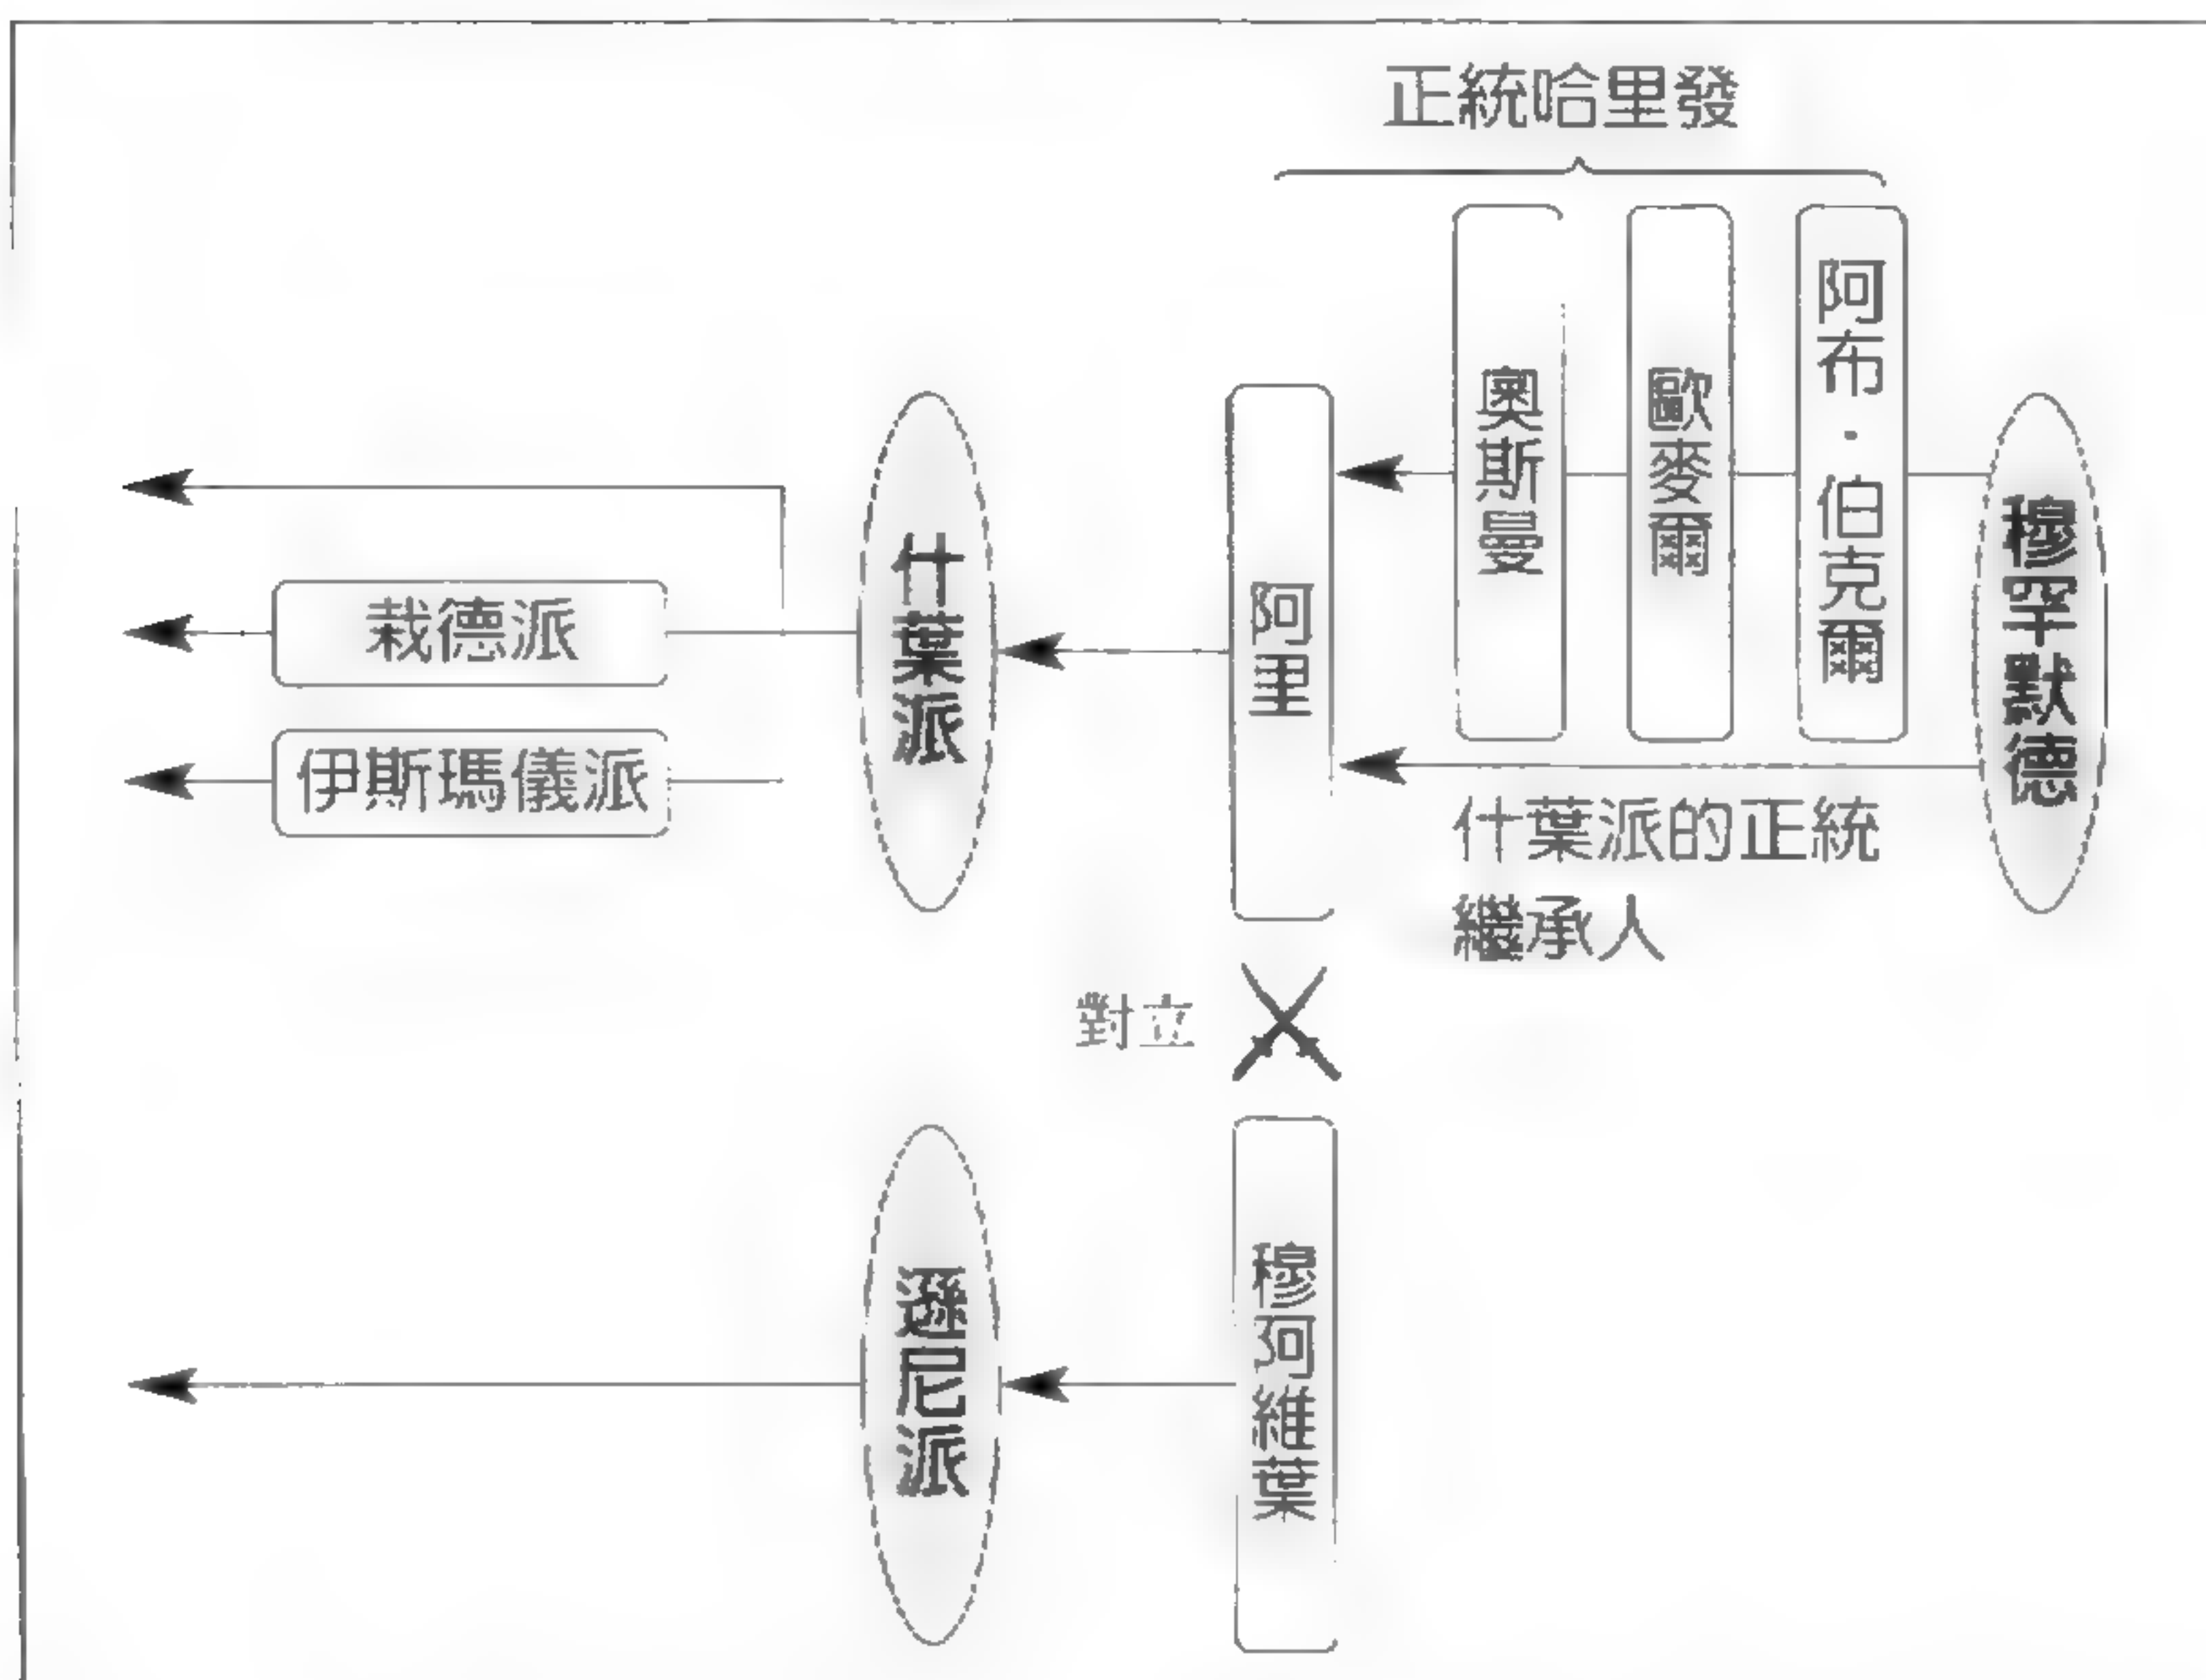 正統哈里發
穆罕默德
阿布·伯克爾
歐麥爾
奧斯曼
什葉派的正統
繼承人
阿里
對立
穆阿維葉
什葉派
遜尼派
栽德派
伊斯瑪儀派